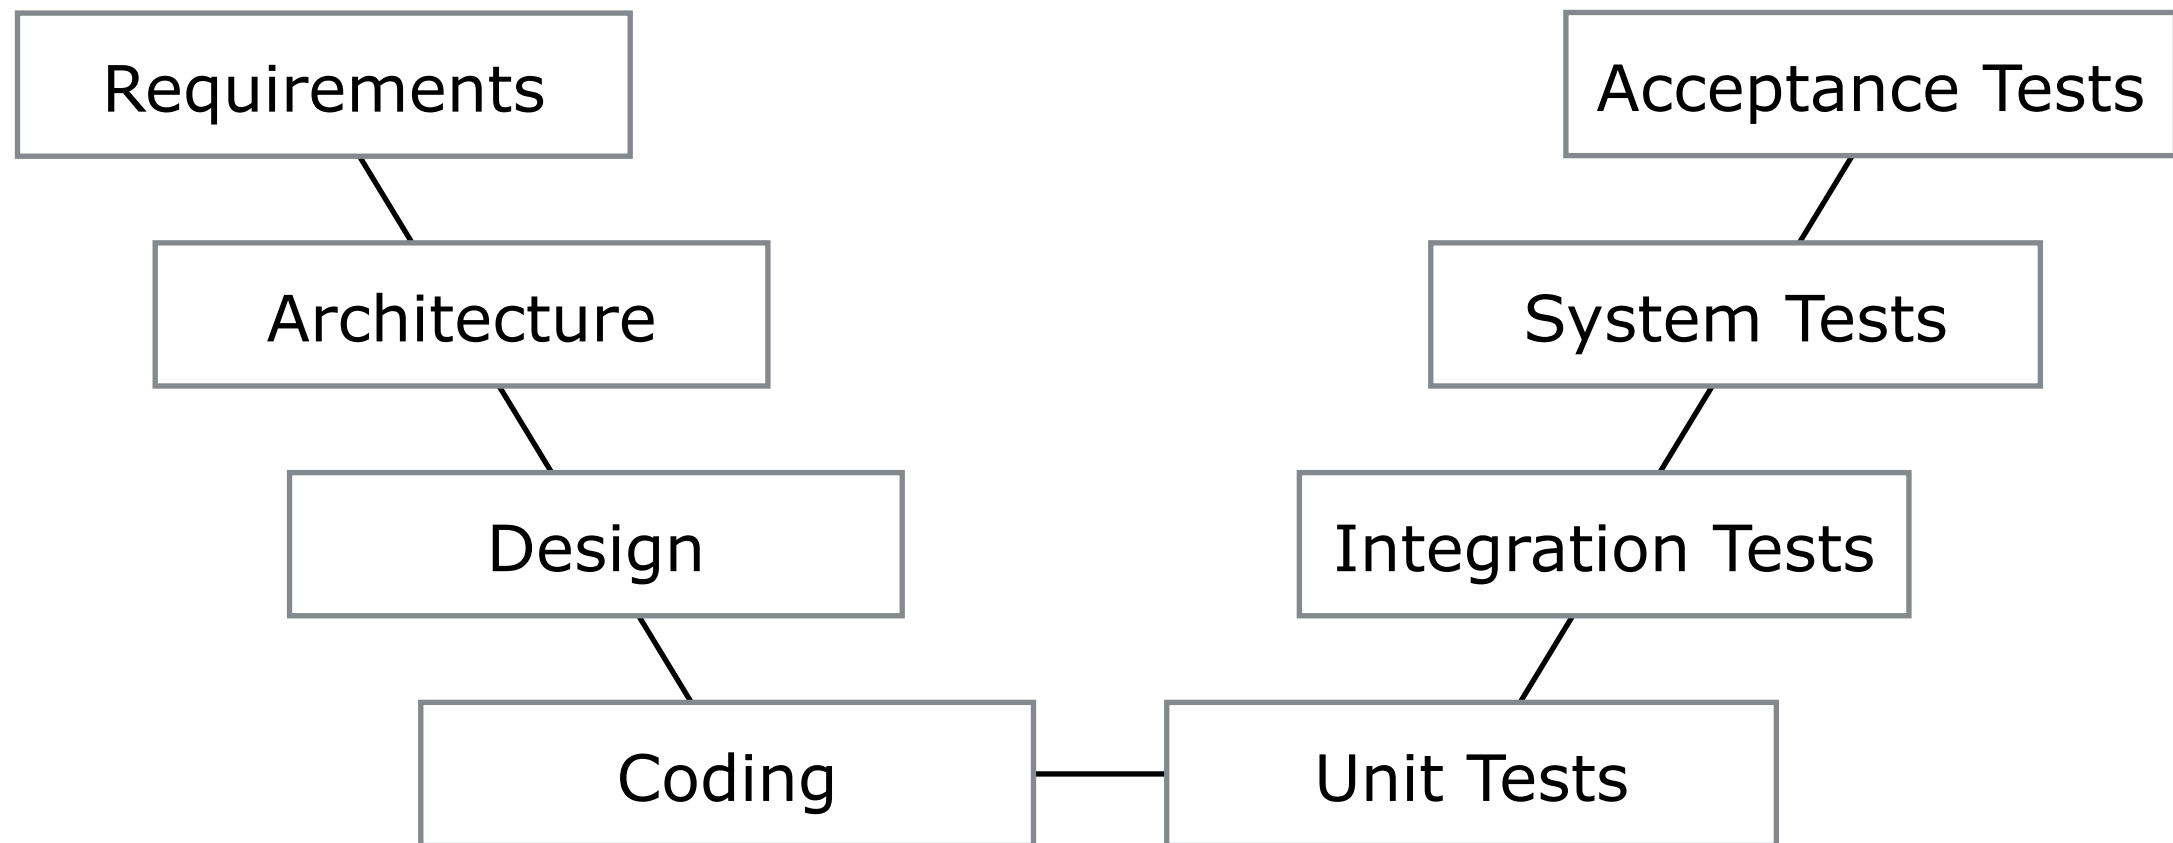 Requirements
Acceptance Tests
Architecture
System Tests
Design
Integration Tests
Coding
Unit Tests